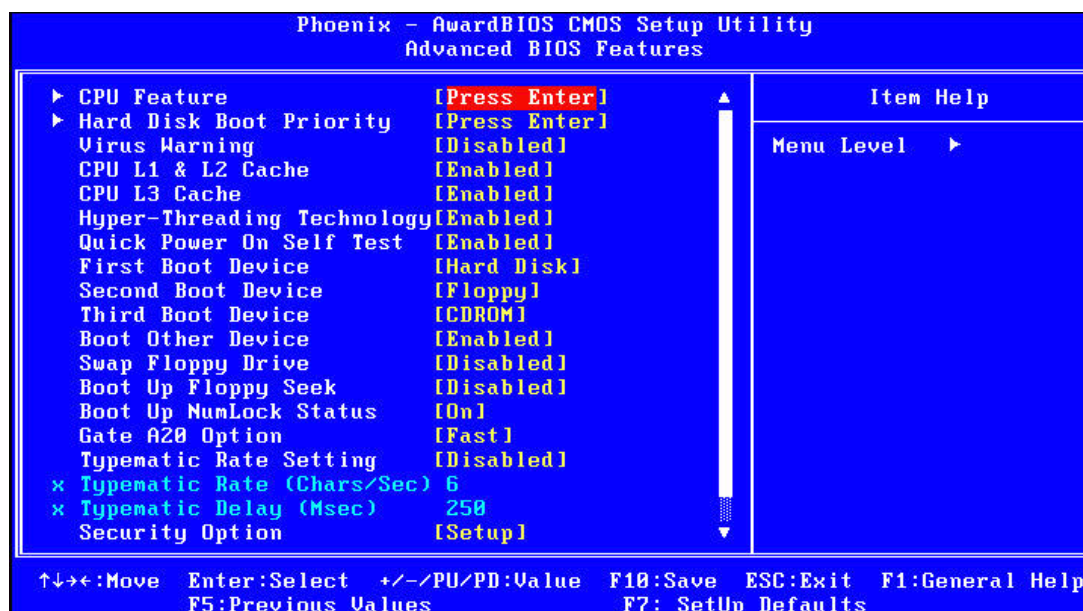 Phoenix - AwardBIOS CMOS Setup Utility
Advanced BIOS Features
CPU Feature [Press Enter]
Hard Disk Boot Priority [Press Enter]
Virus Warning [Disabled]
CPU L1 & L2 Cache [Enabled]
CPU L3 Cache [Enabled]
Hyper-Threading Technology[Enabled]
Quick Power On Self Test [Enabled]
First Boot Device [Hard Disk]
Second Boot Device [Floppy]
Third Boot Device [CDROM]
Boot Other Device [Enabled]
Swap Floppy Drive [Disabled]
Boot Up Floppy Seek [Disabled]
Boot Up NumLock Status [On]
Gate A20 Option [Fast]
Typematic Rate Setting [Disabled]
x Typematic Rate (Chars/Sec) 6
x Typematic Delay (Msec) 250
Security Option [Setup]
Item Help
Menu Level
↑↓→←:Move Enter:Select +/-/PU/PD:Value F10:Save ESC:Exit F1:General Help
F5:Previous Values F7: SetUp Defaults